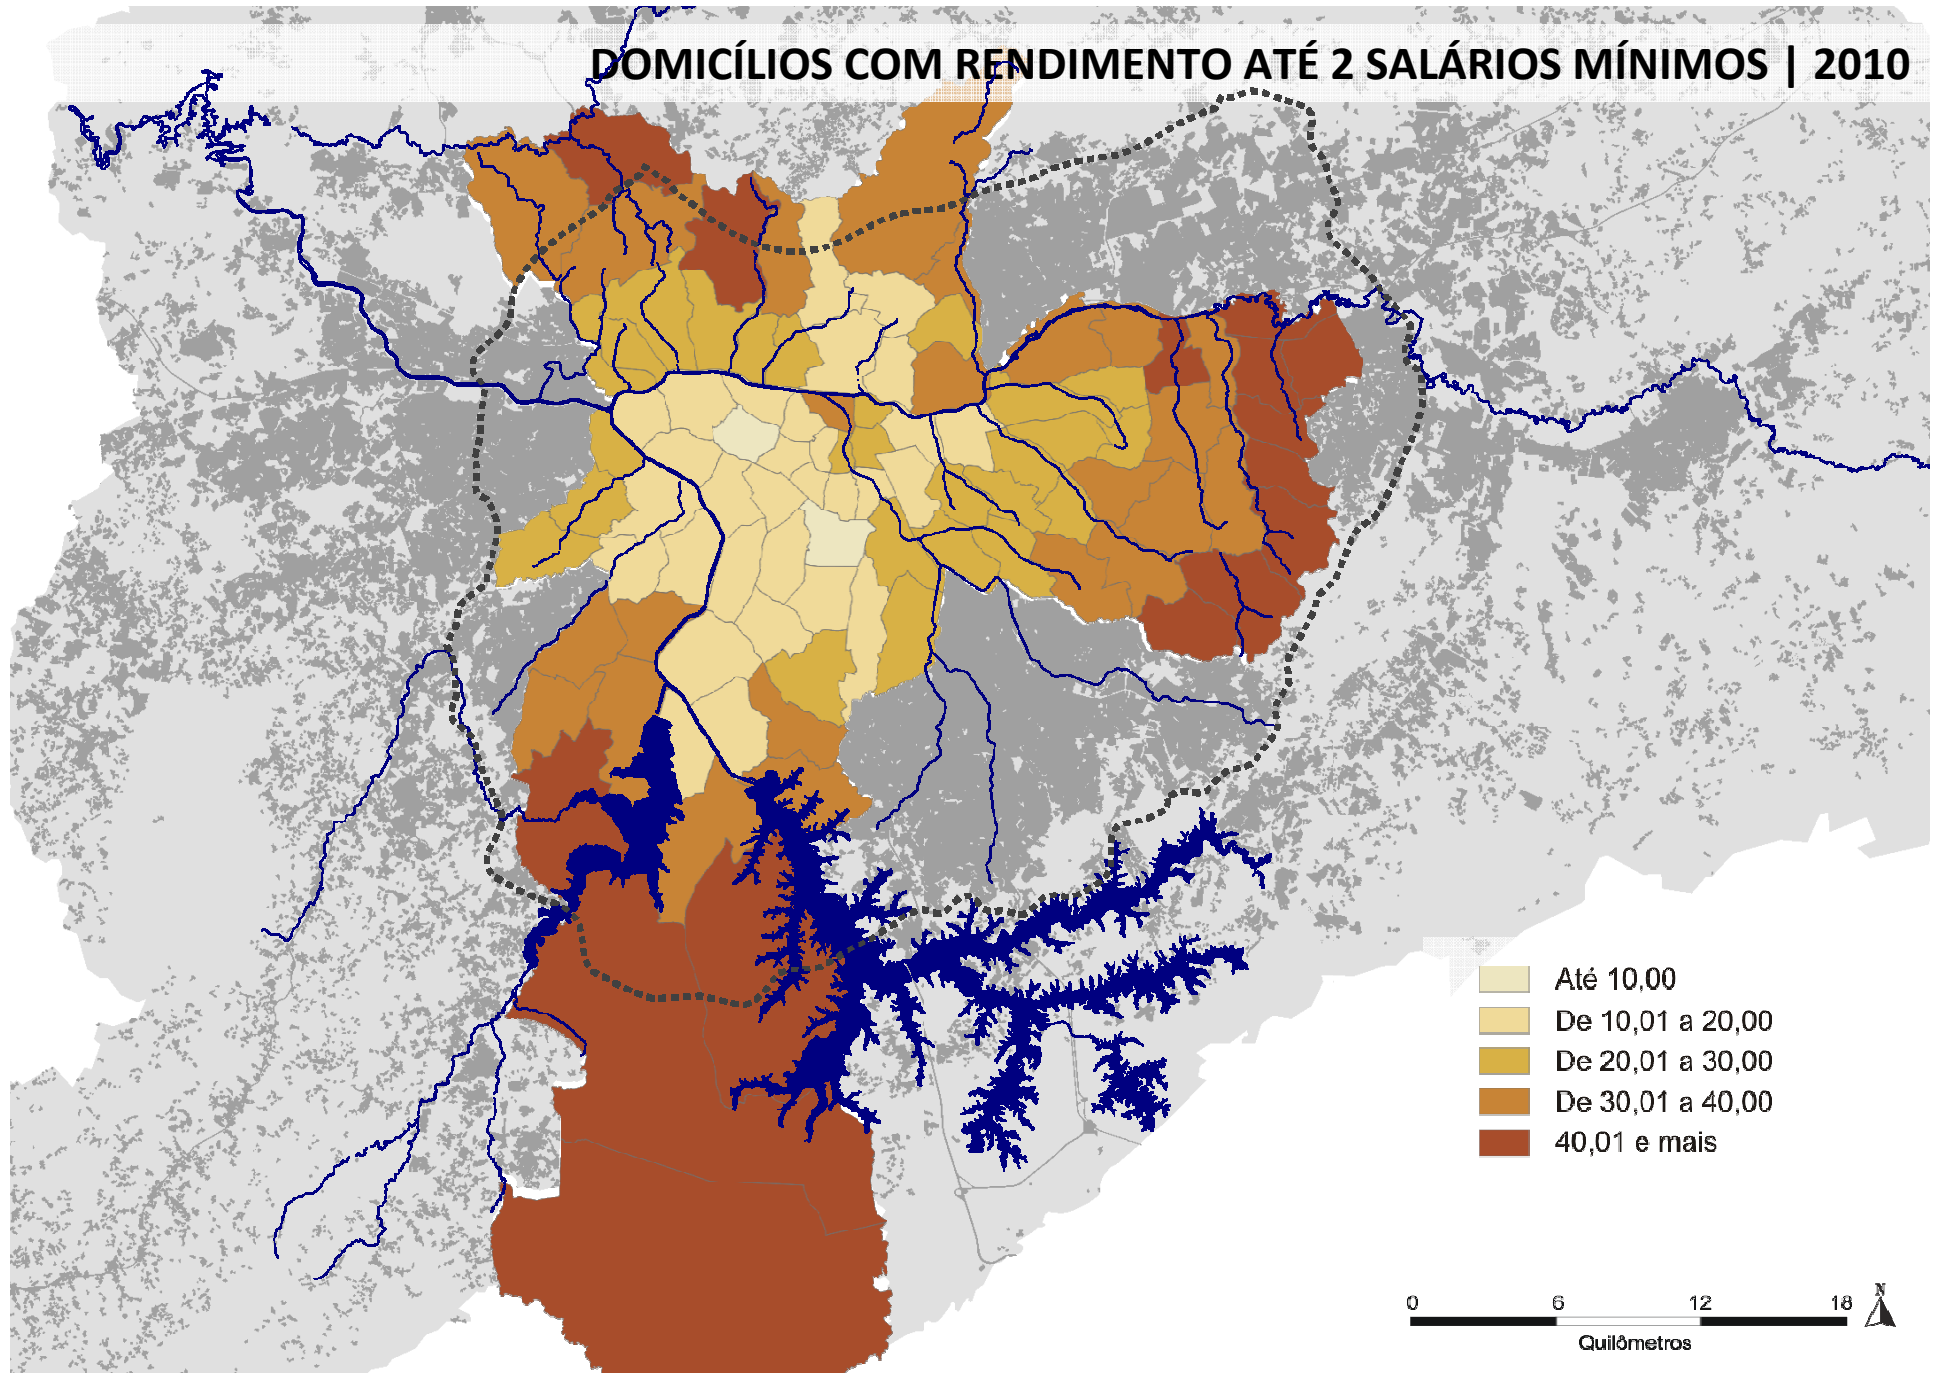 DOMICÍLIOS COM RENDIMENTO ATÉ 2 SALÁRIOS MÍNIMOS | 2010
Até 10,00
De 10,01 a 20,00
De 20,01 a 30,00
De 30,01 a 40,00
40,01 e mais
0 6 12 18 N
Quilômetros